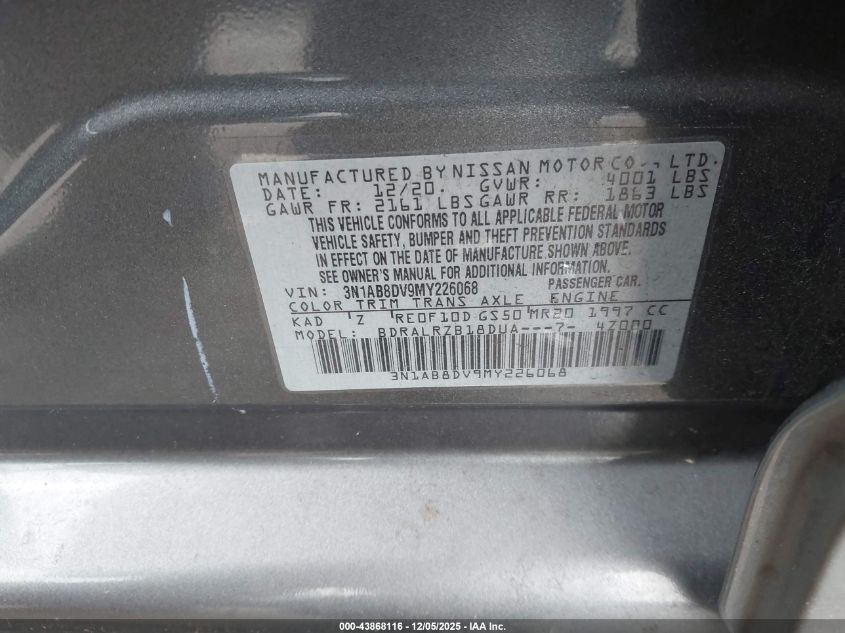 MANUFACTURED BY NISSAN MOTOR CO., LTD.
DATE: 12/20 GVWR: 4001 LBS
GAWR FR: 2161 LBS GAWR RR: 1863 LBS
THIS VEHICLE CONFORMS TO ALL APPLICABLE FEDERAL MOTOR
VEHICLE SAFETY, BUMPER AND THEFT PREVENTION STANDARDS
IN EFFECT ON THE DATE OF MANUFACTURE SHOWN ABOVE.
SEE OWNER'S MANUAL FOR ADDITIONAL INFORMATION.
VIN: 3N1AB8DV9MY226068 PASSENGER CAR.
COLOR TRIM TRANS AXLE ENGINE
KAD Z RE0F10D GS50 MR20 1997 CC
MODEL: BDRALRZB18DUA---7- 4Z000
3N1AB8DV9MY226068
000-43868116 - 12/05/2025 - IAA Inc.